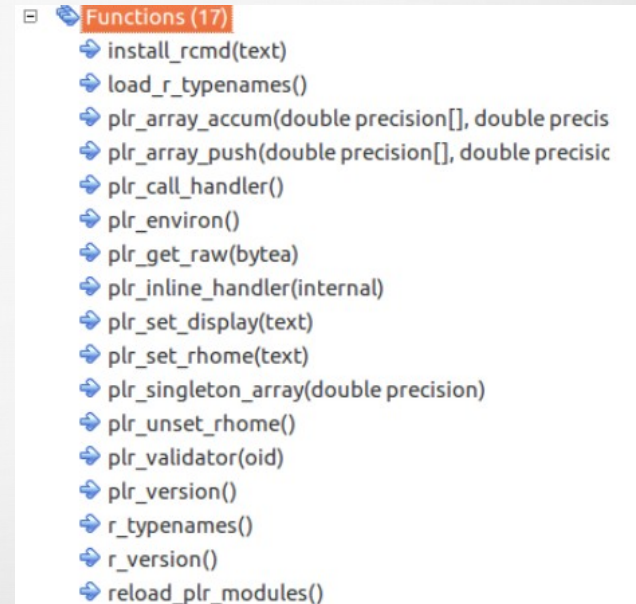 Functions (17)
install_rcmd(text)
load_r_typenames()
plr_array_accum(double precision[], double precis
plr_array_push(double precision[], double precisic
plr_call_handler()
plr_environ()
plr_get_raw(bytea)
plr_inline_handler(internal)
plr_set_display(text)
plr_set_rhome(text)
plr_singleton_array(double precision)
plr_unset_rhome()
plr_validator(oid)
plr_version()
r_typenames()
r_version()
reload_plr_modules()